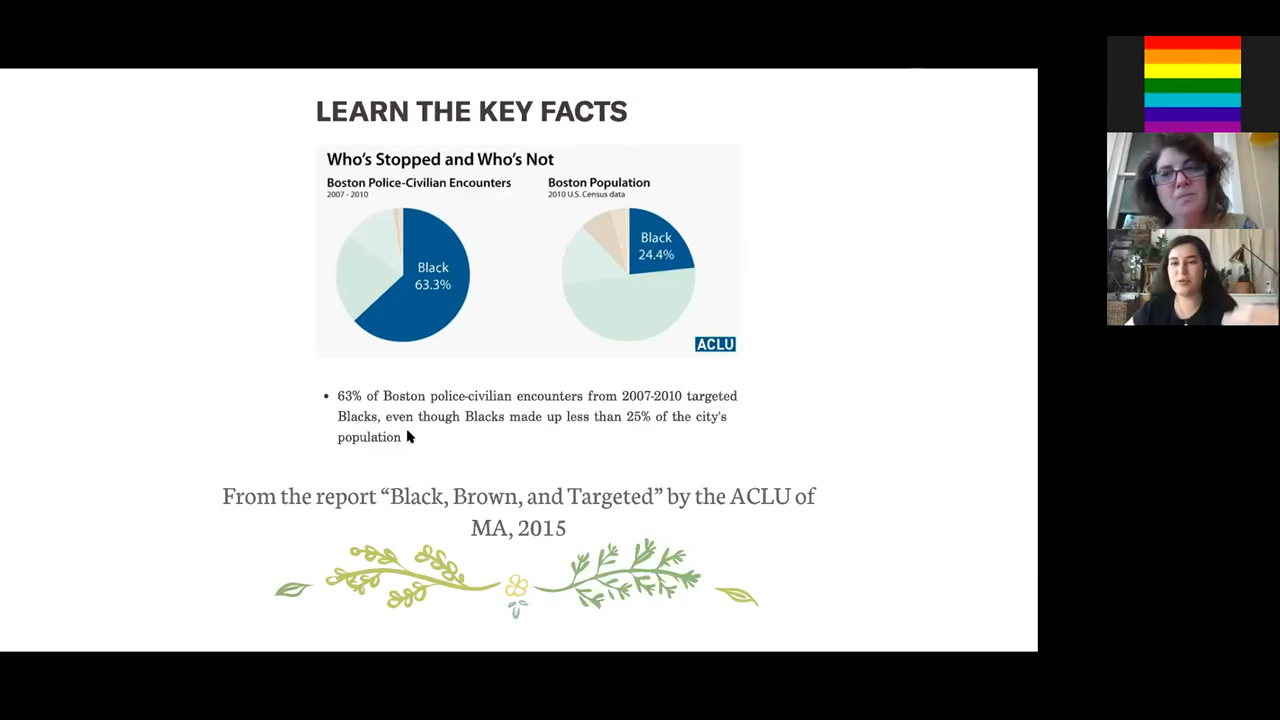 LEARN THE KEY FACTS
Who's Stopped and Who's Not
Boston Police-Civilian Encounters
2007 - 2010
Black
63.3%
Boston Population
2010 U.S. Census data
Black
24.4%
ACLU
• 63% of Boston police-civilian encounters from 2007-2010 targeted
Blacks, even though Blacks made up less than 25% of the city's
population
From the report “Black, Brown, and Targeted” by the ACLU of
MA, 2015